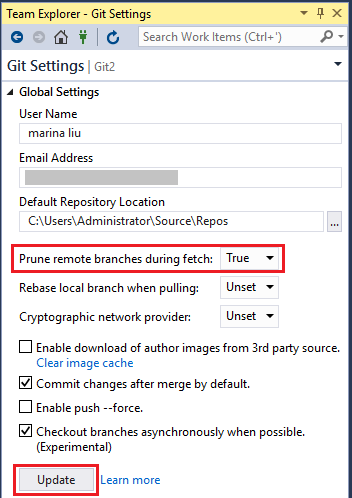 Team Explorer - Git Settings
Search Work Items (Ctrl+')
Git Settings | Git2
Global Settings
User Name
marina liu
Email Address
Default Repository Location
C:\Users\Administrator\Source\Repos
...
Prune remote branches during fetch: True
Rebase local branch when pulling: Unset
Cryptographic network provider: Unset
Enable download of author images from 3rd party source.
Clear image cache
Commit changes after merge by default.
Enable push --force.
Checkout branches asynchronously when possible.
(Experimental)
Update Learn more